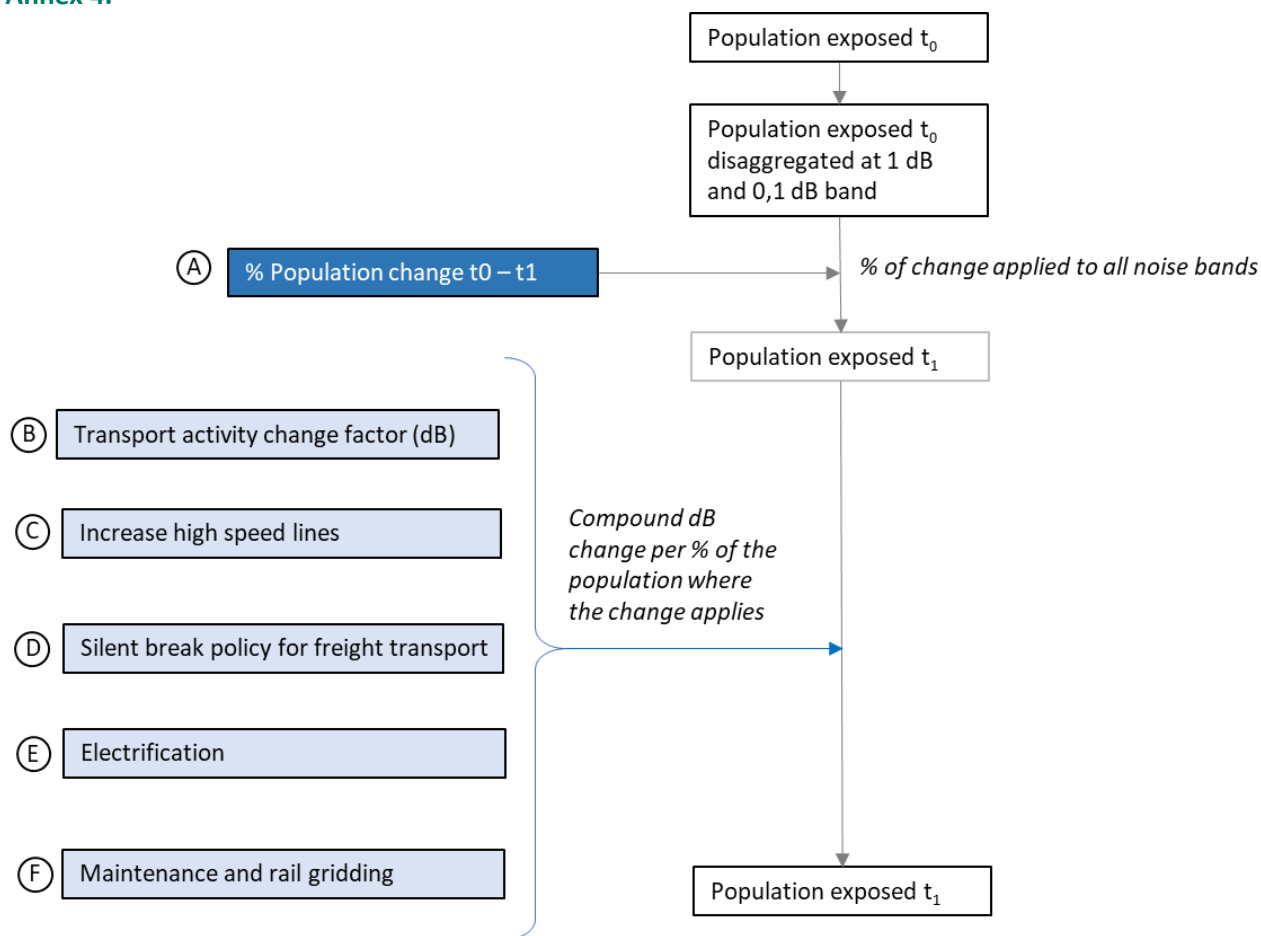 Population exposed t₀
Population exposed t₀
disaggregated at 1 dB
and 0,1 dB band
A
% Population change t0 – t1
% of change applied to all noise bands
Population exposed t₁
B
Transport activity change factor (dB)
C
Increase high speed lines
Compound dB
change per % of the
population where
the change applies
D
Silent break policy for freight transport
E
Electrification
F
Maintenance and rail gridding
Population exposed t₁